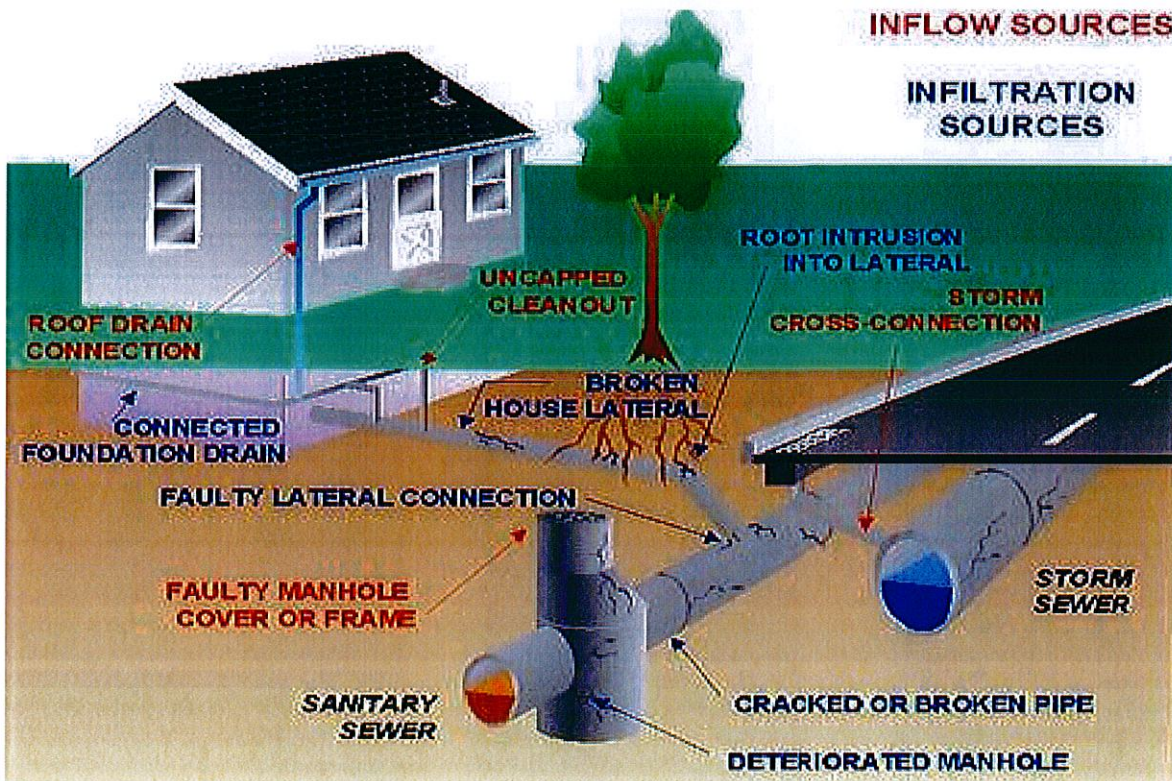 INFLOW SOURCES
INFILTRATION
SOURCES
ROOT INTRUSION
INTO LATERAL
UNCAPPED
CLEANOUT
STORM
CROSS-CONNECTION
ROOF DRAIN
CONNECTION
BROKEN
HOUSE LATERAL
CONNECTED
FOUNDATION DRAIN
FAULTY LATERAL CONNECTION
FAULTY MANHOLE
COVER OR FRAME
STORM
SEWER
SANITARY
SEWER
CRACKED OR BROKEN PIPE
DETERIORATED MANHOLE